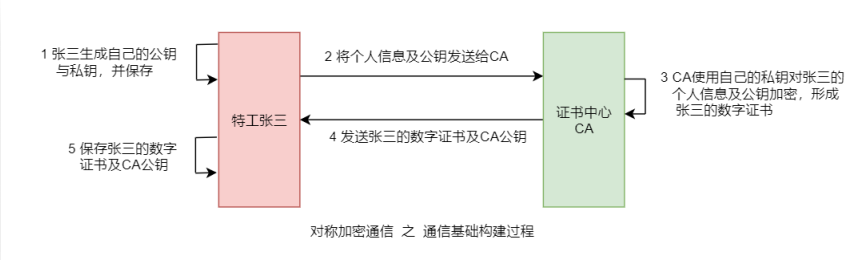 1 张三生成自己的公钥
与私钥，并保存
2 将个人信息及公钥发送给CA
3 CA使用自己的私钥对张三的
个人信息及公钥加密，形成
张三的数字证书
特工张三
证书中心
CA
4 发送张三的数字证书及CA公钥
5 保存张三的数字
证书及CA公钥
对称加密通信 之 通信基础构建过程